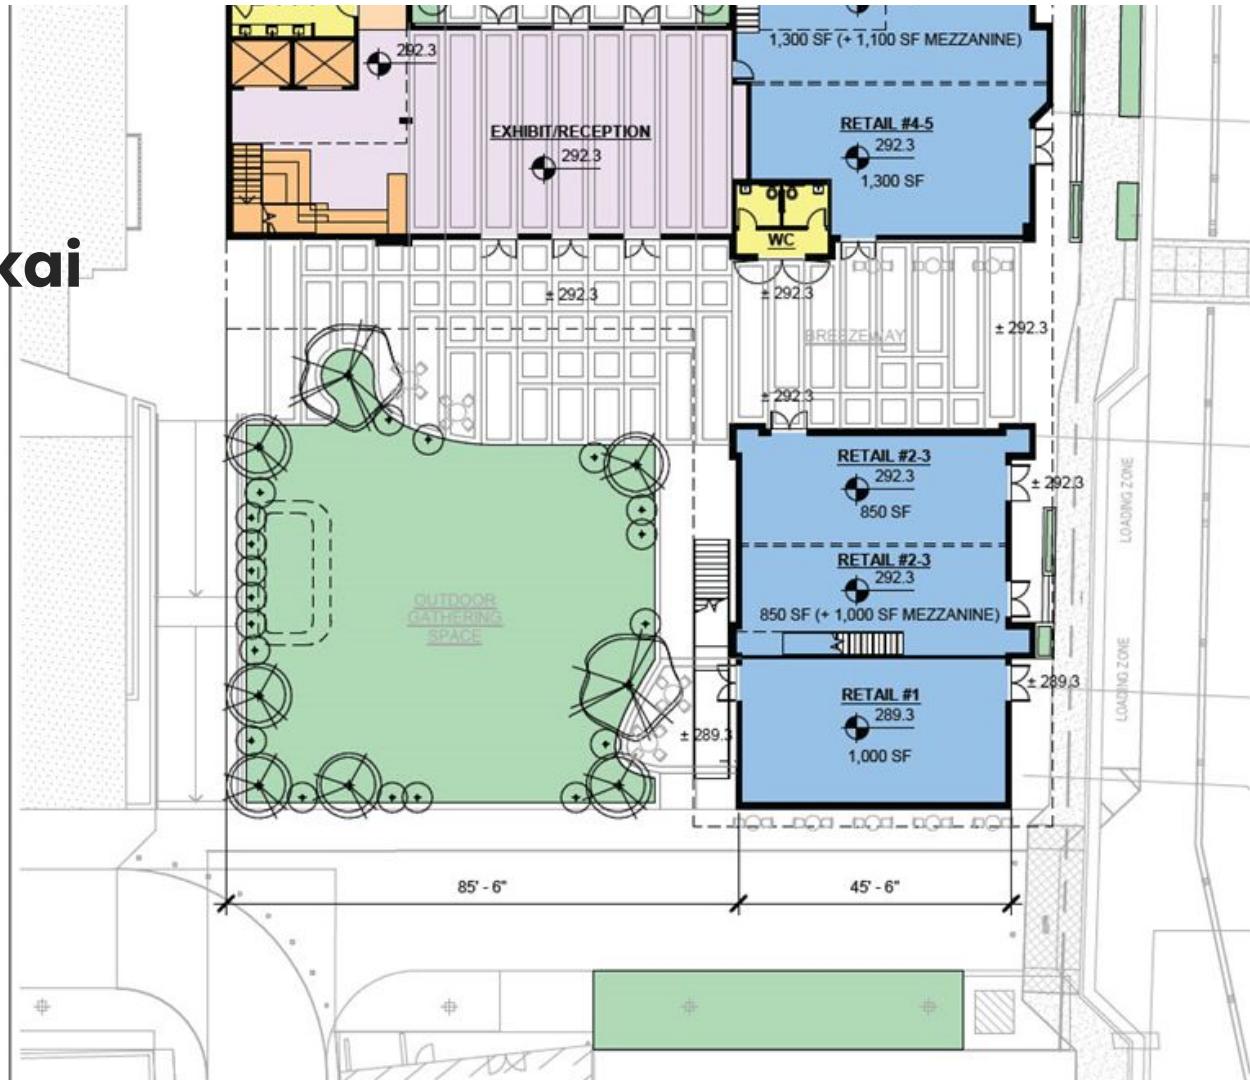 292.3
1,300 SF (+ 1,100 SF MEZZANINE)
EXHIBIT/RECEPTION
292.3
RETAIL #4-5
292.3
1,300 SF
WC
kai
± 292.3
± 292.3
± 292.3
BREEZEWAY
± 292.3
RETAIL #2-3
292.3
850 SF
± 292.3
LOADING ZONE
RETAIL #2-3
292.3
850 SF (+ 1,000 SF MEZZANINE)
OUTDOOR
GATHERING
SPACE
RETAIL #1
289.3
1,000 SF
± 289.3
± 289.3
LOADING ZONE
85' - 6"
45' - 6"